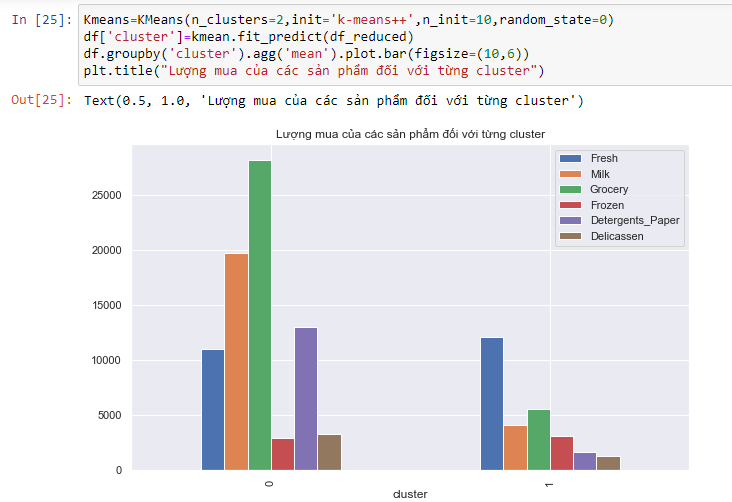 In [25]: Kmeans=KMeans(n_clusters=2,init='k-means++',n_init=10,random_state=0)
df['cluster']=kmean.fit_predict(df_reduced)
df.groupby('cluster').agg('mean').plot.bar(figsize=(10,6))
plt.title("Lượng mua của các sản phẩm đối với từng cluster")
Out[25]: Text(0.5, 1.0, 'Lượng mua của các sản phẩm đối với từng cluster')
Lượng mua của các sản phẩm đối với từng cluster
Fresh
Milk
Grocery
Frozen
Detergents_Paper
Delicassen
25000
20000
15000
10000
5000
0
0
1
cluster